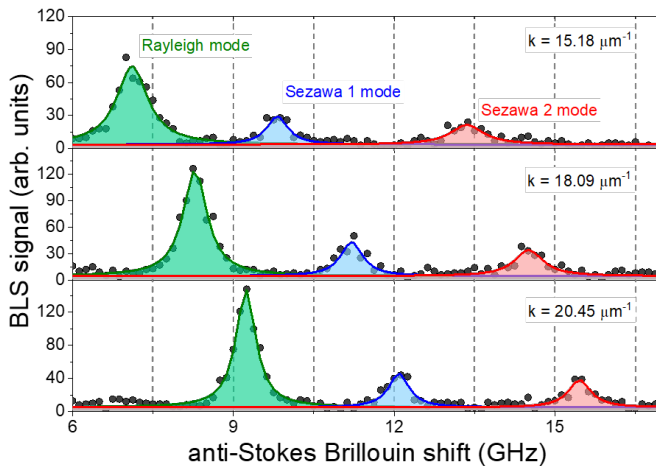 120
90
60
30
0
Rayleigh mode
Sezawa 1 mode
Sezawa 2 mode
k = 15.18 μm⁻¹
150
120
90
60
30
0
k = 18.09 μm⁻¹
120
80
40
0
k = 20.45 μm⁻¹
BLS signal (arb. units)
6 9 12 15
anti-Stokes Brillouin shift (GHz)